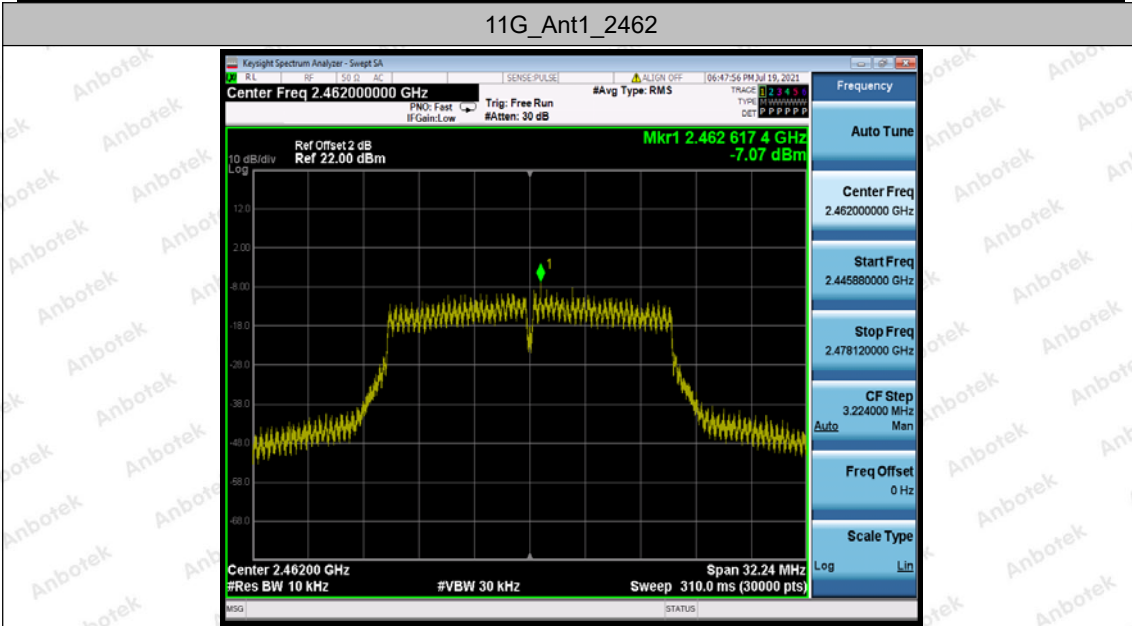 11G_Ant1_2462
Keysight Spectrum Analyzer - Swept SA
RL RF 50 Ω AC SENSE:PULSE ALIGN OFF 06:47:56 PM Jul 19, 2021
Center Freq 2.462000000 GHz #Avg Type: RMS TRACE 1 2 3 4 5 6
PNO: Fast Trig: Free Run TYPE M WWWWW
IFGain:Low #Atten: 30 dB DET P P P P P P
Mkr1 2.462 617 4 GHz
Ref Offset 2 dB
10 dB/div Ref 22.00 dBm -7.07 dBm
Log
12.0
2.00
-8.00
-18.0
-28.0
-38.0
-48.0
-58.0
-68.0
1
Center 2.46200 GHz Span 32.24 MHz
#Res BW 10 kHz #VBW 30 kHz Sweep 310.0 ms (30000 pts)
MSG STATUS
Frequency
Auto Tune
Center Freq
2.462000000 GHz
Start Freq
2.445880000 GHz
Stop Freq
2.478120000 GHz
CF Step
3.224000 MHz
Auto Man
Freq Offset
0 Hz
Scale Type
Log Lin
Anbotek